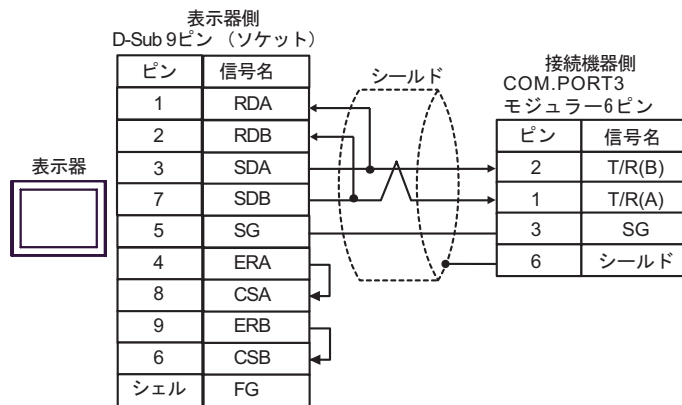 表示器側
D-Sub 9ピン （ソケット）
ピン 信号名
1 RDA
2 RDB
3 SDA
7 SDB
5 SG
4 ERA
8 CSA
9 ERB
6 CSB
シェル FG
表示器
シールド
接続機器側
COM.PORT3
モジュラー6ピン
ピン 信号名
2 T/R(B)
1 T/R(A)
3 SG
6 シールド